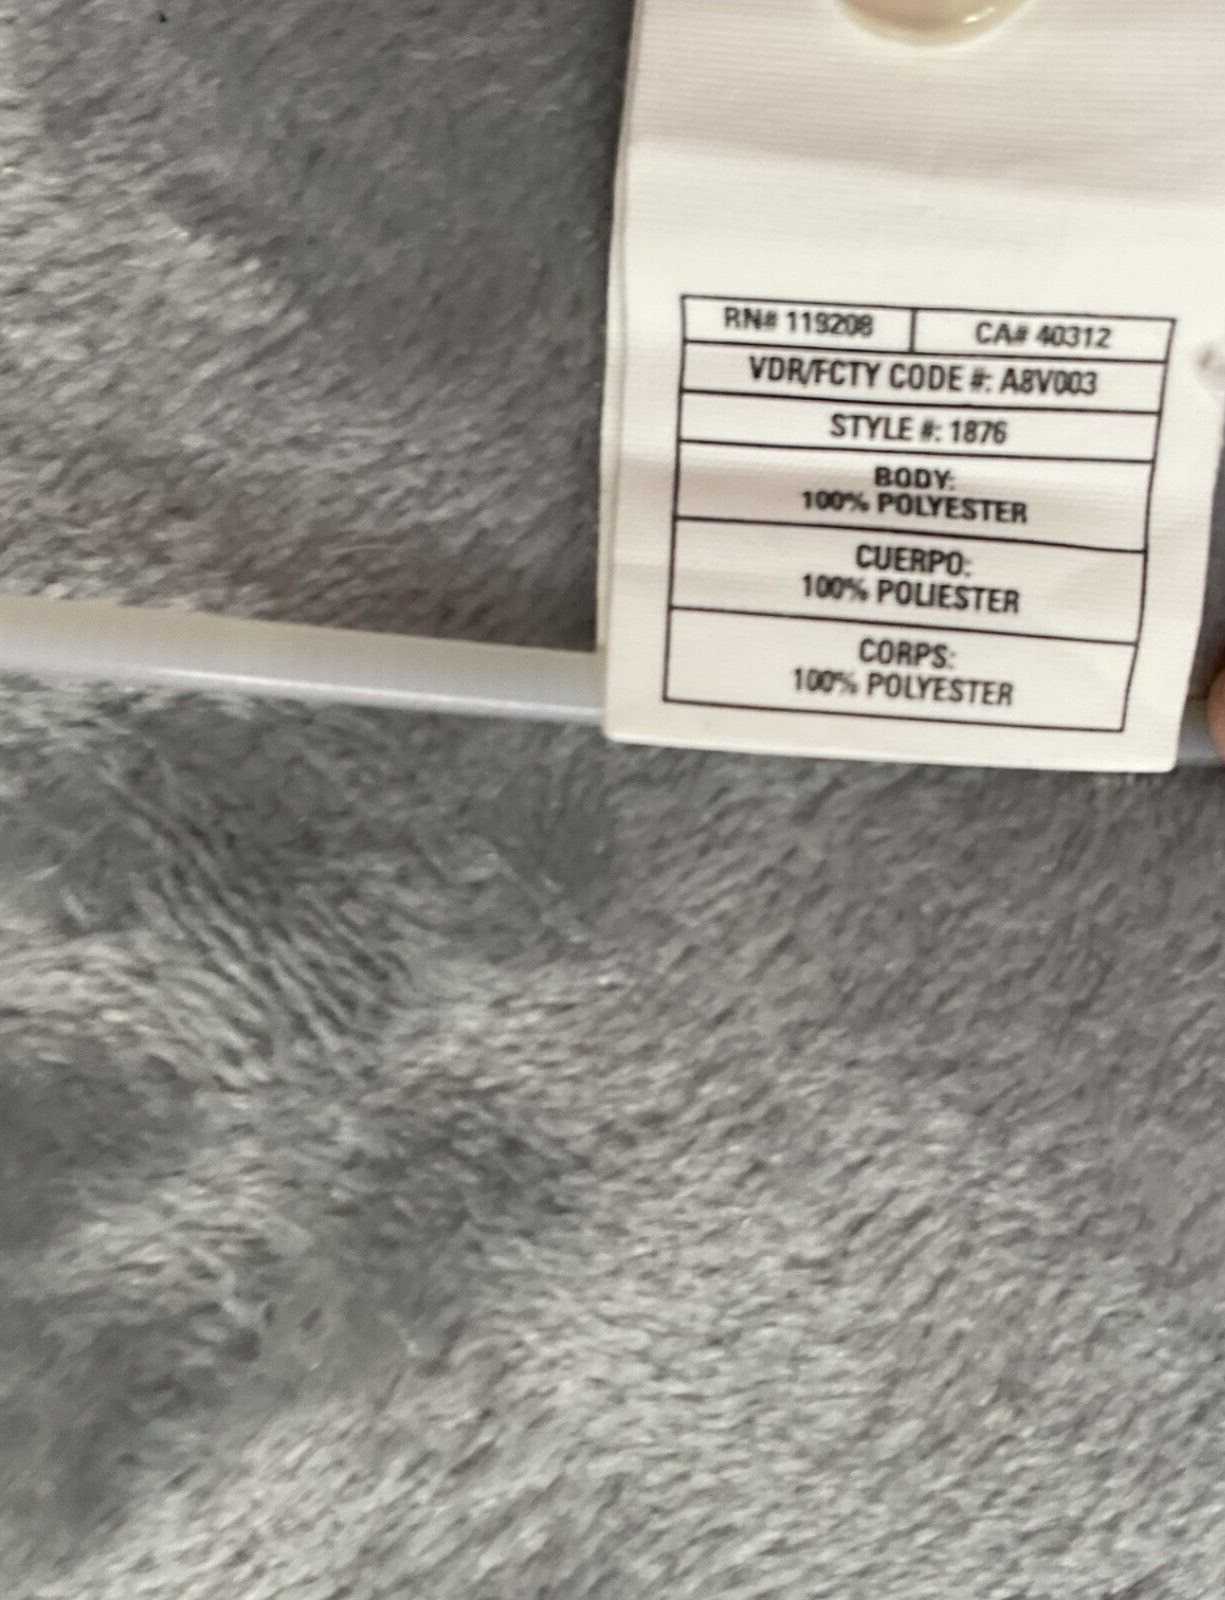 RN# 119208 CA# 40312
VDR/FCTY CODE #: A8V003
STYLE #: 1876
BODY:
100% POLYESTER
CUERPO:
100% POLIESTER
CORPS:
100% POLYESTER